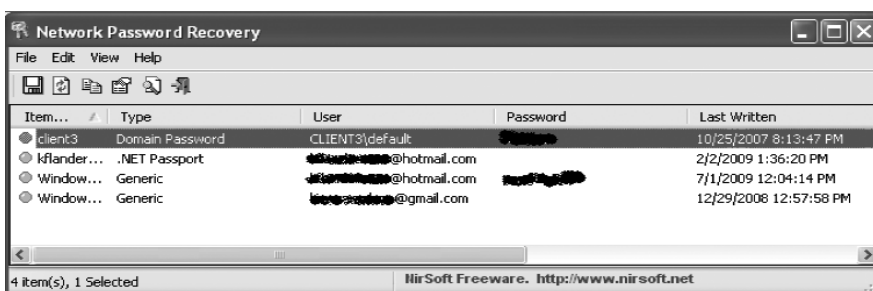 Network Password Recovery
File Edit View Help
Item... Type User Password Last Written
client3 Domain Password CLIENT3\default 10/25/2007 8:13:47 PM
kflander... .NET Passport @hotmail.com 2/2/2009 1:36:20 PM
Window... Generic @hotmail.com 7/1/2009 12:04:14 PM
Window... Generic @gmail.com 12/29/2008 12:57:58 PM
4 item(s), 1 Selected NirSoft Freeware. http://www.nirsoft.net